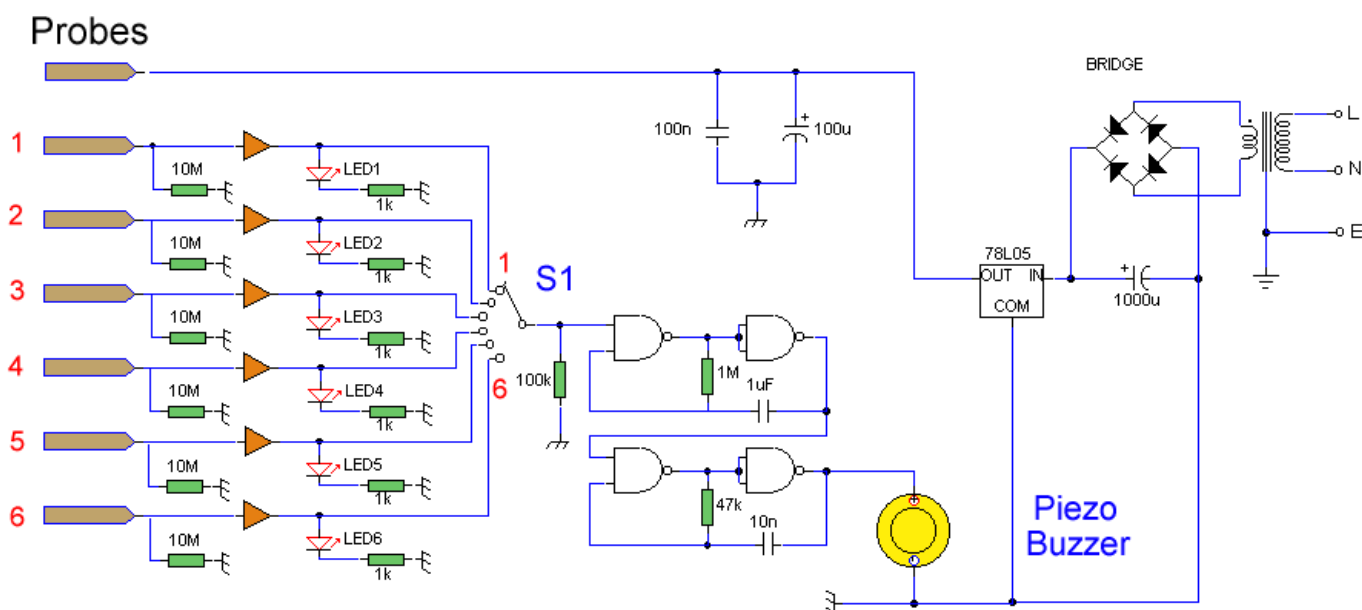 Probes
BRIDGE
100n
100u
+
L
N
E
1
10M
LED1
1k
2
10M
LED2
1k
3
10M
LED3
1k
4
10M
LED4
1k
5
10M
LED5
1k
6
10M
LED6
1k
1
S1
6
100k
1M
1uF
47k
10n
78L05
OUT IN
COM
+
1000u
Piezo
Buzzer